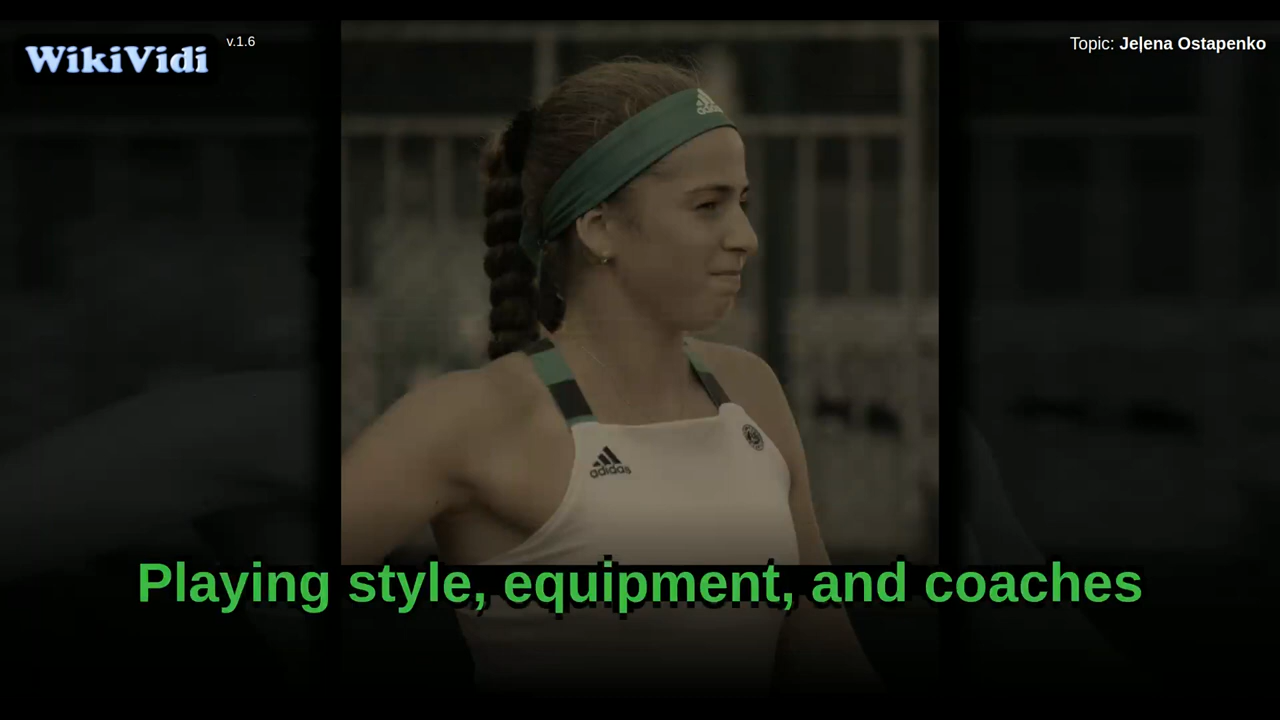 WikiVidi
v.1.6
Topic: Jeļena Ostapenko
adidas
adidas
Playing style, equipment, and coaches